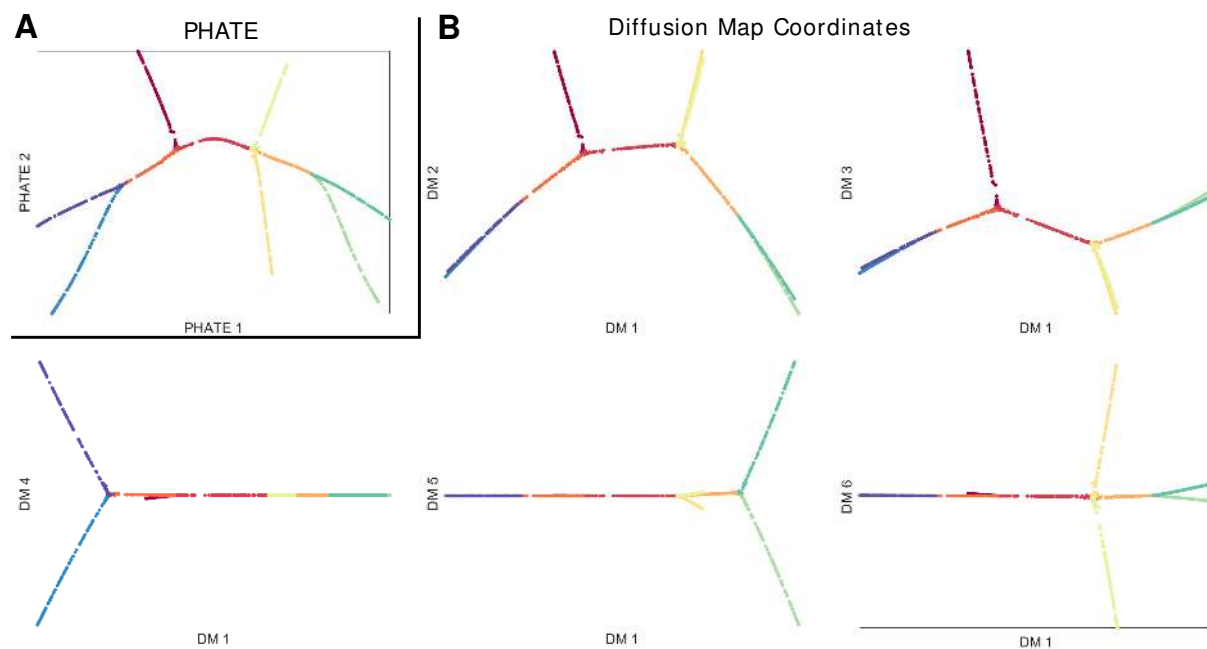 A
PHATE
B
Diffusion Map Coordinates
PHATE 2
PHATE 1
DM 2
DM 1
DM 3
DM 1
DM 4
DM 1
DM 5
DM 1
DM 6
DM 1